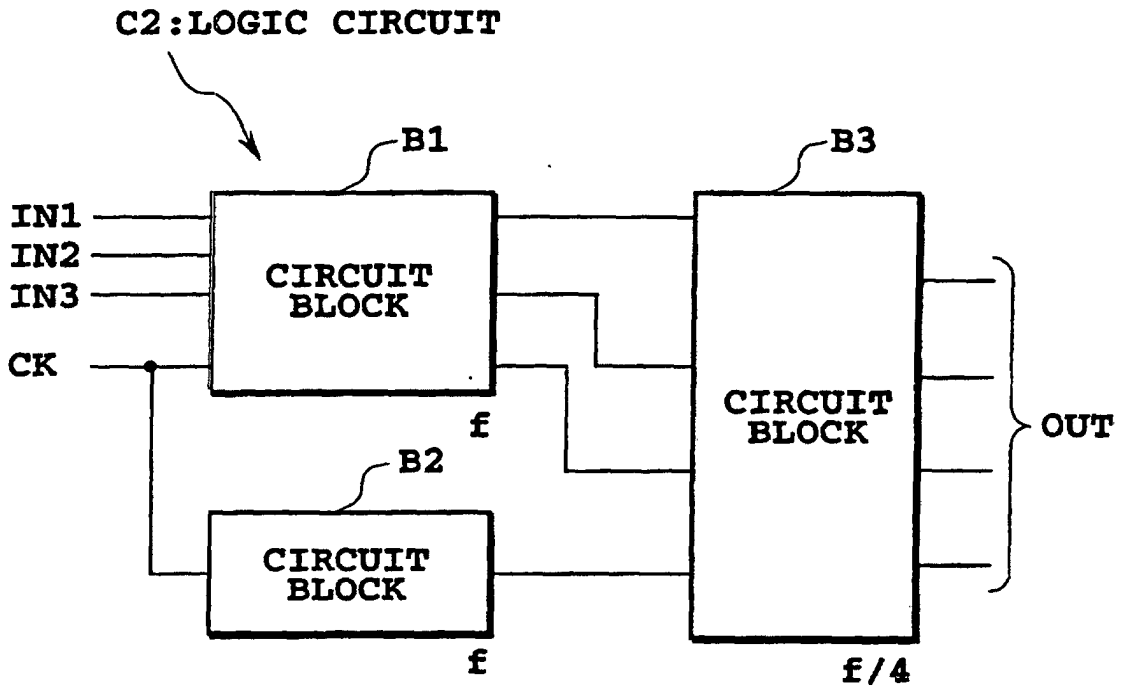 C2:LOGIC CIRCUIT
B1
B3
IN1
IN2
IN3
CK
CIRCUIT
BLOCK
f
CIRCUIT
BLOCK
OUT
B2
CIRCUIT
BLOCK
f
f/4